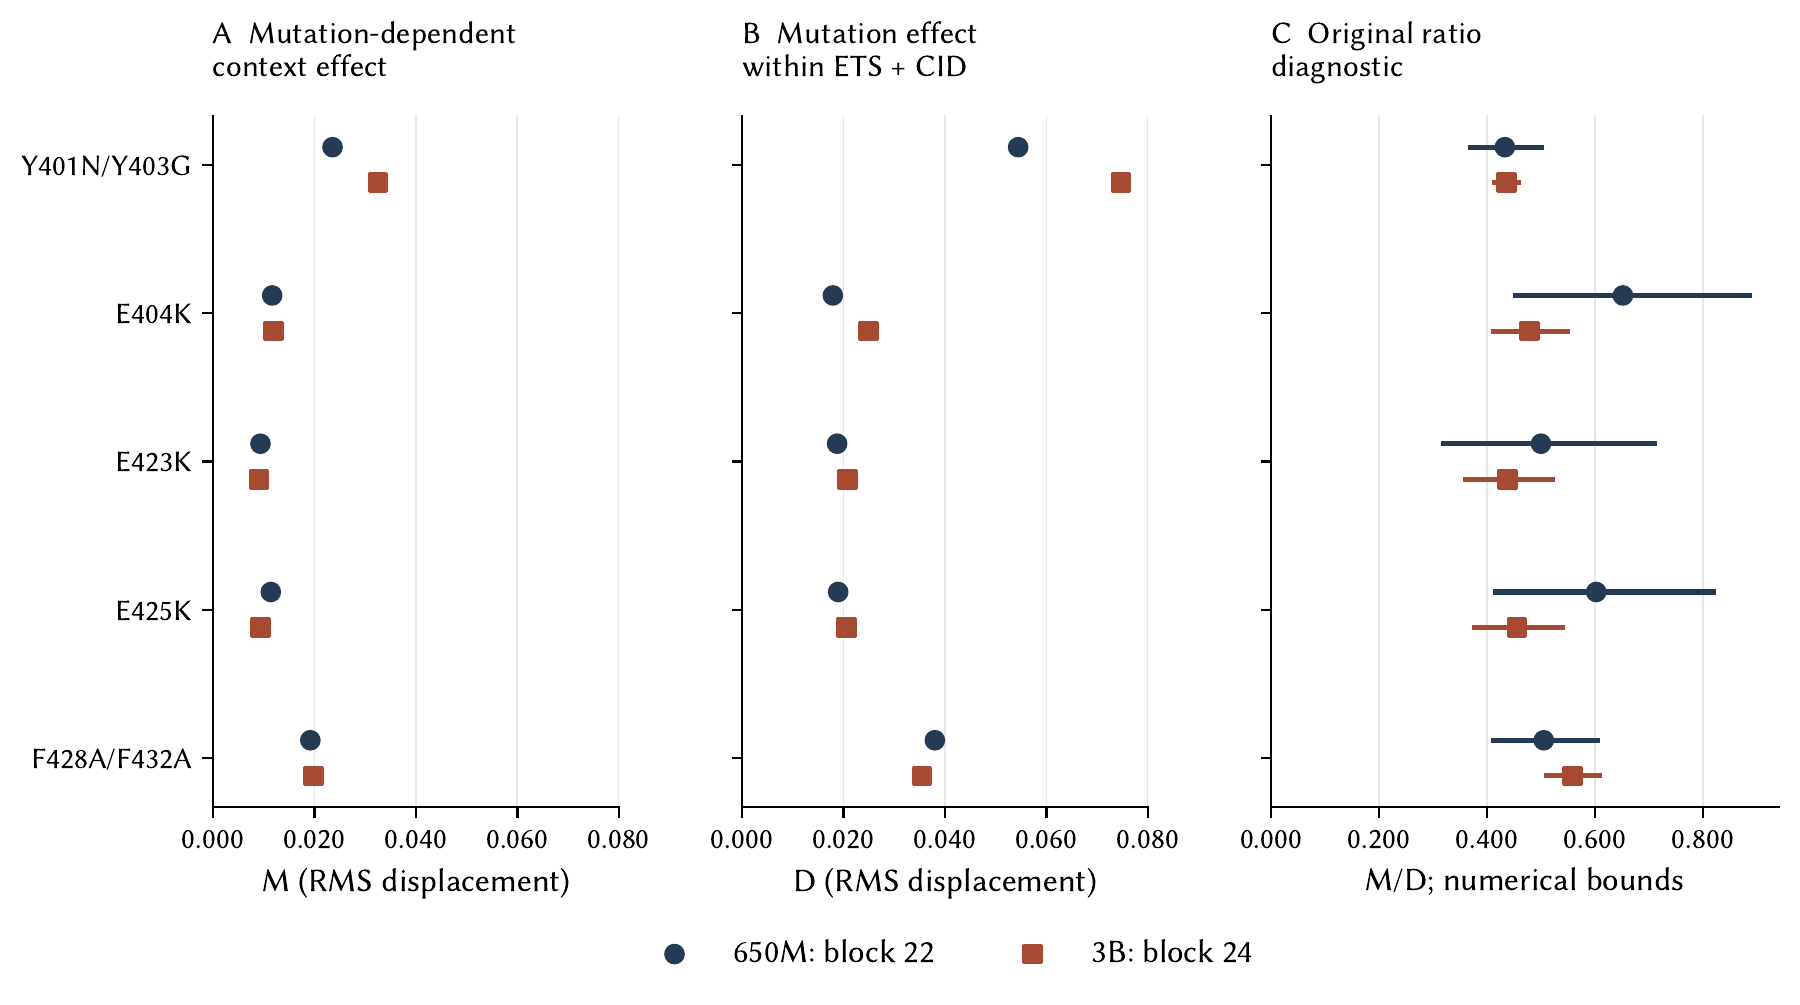 A Mutation-dependent
context effect
B Mutation effect
within ETS + CID
C Original ratio
diagnostic
Y401N/Y403G
E404K
E423K
E425K
F428A/F432A
0.000 0.020 0.040 0.060 0.080
0.000 0.020 0.040 0.060 0.080
0.000 0.200 0.400 0.600 0.800
M (RMS displacement)
D (RMS displacement)
M/D; numerical bounds
650M: block 22
3B: block 24